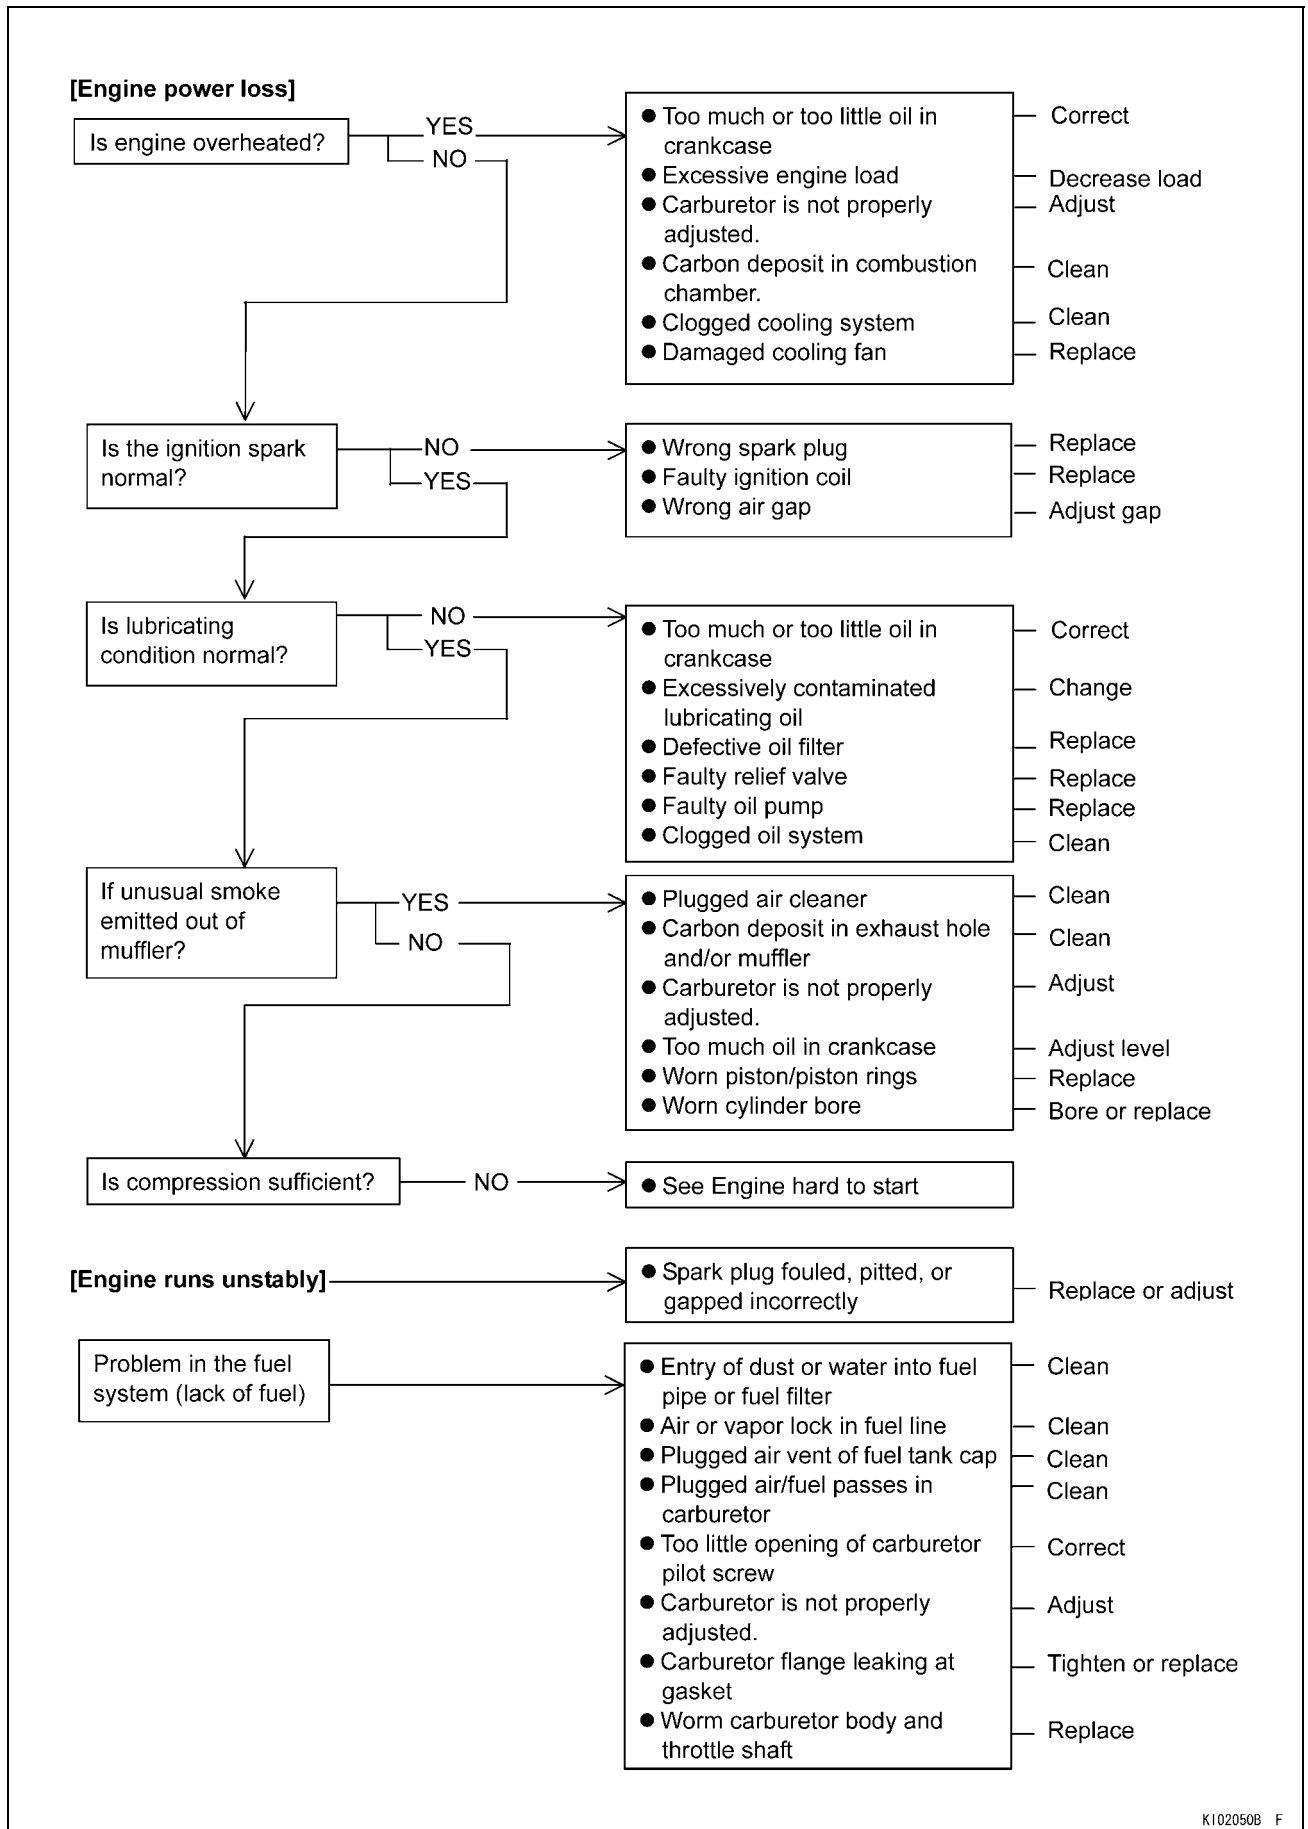 [Engine power loss]
Is engine overheated?
YES
NO
● Too much or too little oil in
crankcase
● Excessive engine load
● Carburetor is not properly
adjusted.
● Carbon deposit in combustion
chamber.
● Clogged cooling system
● Damaged cooling fan
Correct
Decrease load
Adjust
Clean
Clean
Replace
Is the ignition spark
normal?
NO
YES
● Wrong spark plug
● Faulty ignition coil
● Wrong air gap
Replace
Replace
Adjust gap
Is lubricating
condition normal?
NO
YES
● Too much or too little oil in
crankcase
● Excessively contaminated
lubricating oil
● Defective oil filter
● Faulty relief valve
● Faulty oil pump
● Clogged oil system
Correct
Change
Replace
Replace
Replace
Clean
If unusual smoke
emitted out of
muffler?
YES
NO
● Plugged air cleaner
● Carbon deposit in exhaust hole
and/or muffler
● Carburetor is not properly
adjusted.
● Too much oil in crankcase
● Worn piston/piston rings
● Worn cylinder bore
Clean
Clean
Adjust
Adjust level
Replace
Bore or replace
Is compression sufficient?
NO
● See Engine hard to start
[Engine runs unstably]
● Spark plug fouled, pitted, or
gapped incorrectly
Replace or adjust
Problem in the fuel
system (lack of fuel)
● Entry of dust or water into fuel
pipe or fuel filter
● Air or vapor lock in fuel line
● Plugged air vent of fuel tank cap
● Plugged air/fuel passes in
carburetor
● Too little opening of carburetor
pilot screw
● Carburetor is not properly
adjusted.
● Carburetor flange leaking at
gasket
● Worm carburetor body and
throttle shaft
Clean
Clean
Clean
Clean
Correct
Adjust
Tighten or replace
Replace
KI02050B F